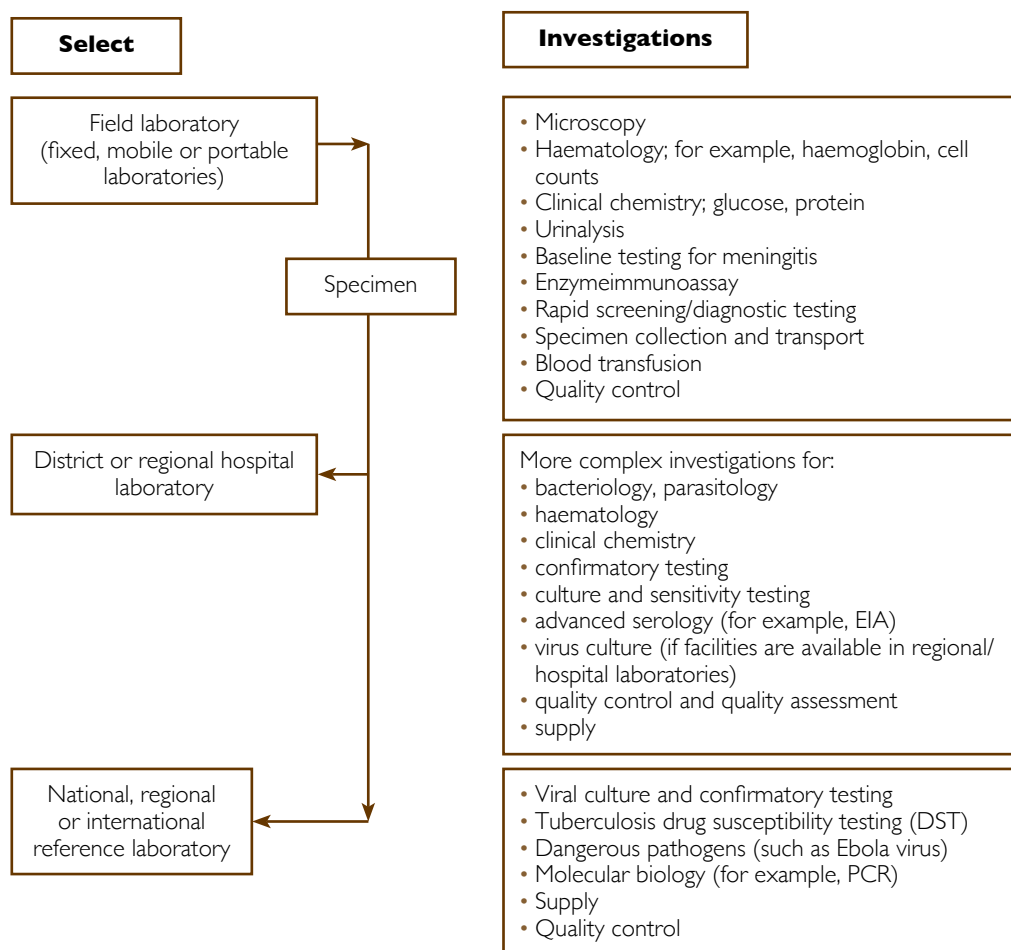 Select
Investigations
Field laboratory
(fixed, mobile or portable
laboratories)
• Microscopy
• Haematology; for example, haemoglobin, cell
counts
• Clinical chemistry; glucose, protein
• Urinalysis
• Baseline testing for meningitis
• Enzymeimmunoassay
• Rapid screening/diagnostic testing
• Specimen collection and transport
• Blood transfusion
• Quality control
Specimen
District or regional hospital
laboratory
More complex investigations for:
• bacteriology, parasitology
• haematology
• clinical chemistry
• confirmatory testing
• culture and sensitivity testing
• advanced serology (for example, EIA)
• virus culture (if facilities are available in regional/
hospital laboratories)
• quality control and quality assessment
• supply
National, regional
or international
reference laboratory
• Viral culture and confirmatory testing
• Tuberculosis drug susceptibility testing (DST)
• Dangerous pathogens (such as Ebola virus)
• Molecular biology (for example, PCR)
• Supply
• Quality control